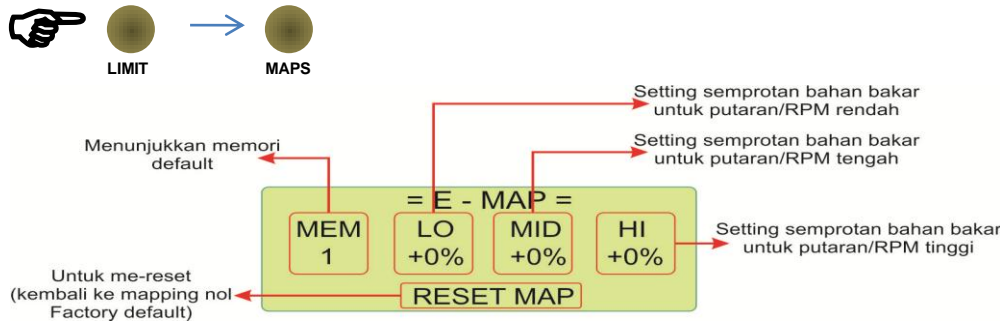 LIMIT
MAPS
Setting semprotan bahan bakar
untuk putaran/RPM rendah
Menunjukkan memori
default
Setting semprotan bahan bakar
untuk putaran/RPM tengah
= E - MAP =
MEM
1
LO
+0%
MID
+0%
HI
+0%
Setting semprotan bahan bakar
untuk putaran/RPM tinggi
Untuk me-reset
(kembali ke mapping nol
Factory default)
RESET MAP